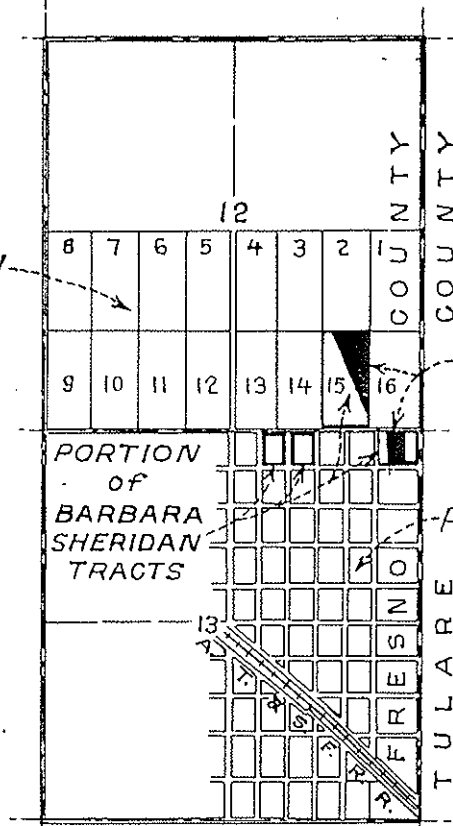 12
8 7 6 5 4 3 2 1
9 10 11 12 13 14 15 16
PORTION
of
BARBARA
SHERIDAN
TRACTS
13
A. T. & S. F. R. R.
FRESNO COUNTY
TULARE COUNTY